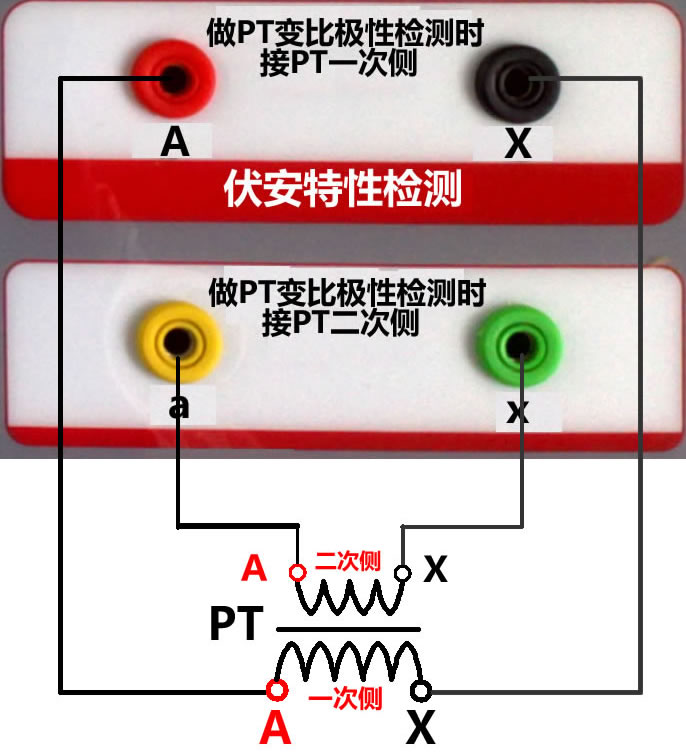 做PT变比极性检测时
接PT一次侧
A
X
伏安特性检测
做PT变比极性检测时
接PT二次侧
a
x
A
二次侧
X
PT
一次侧
A
X